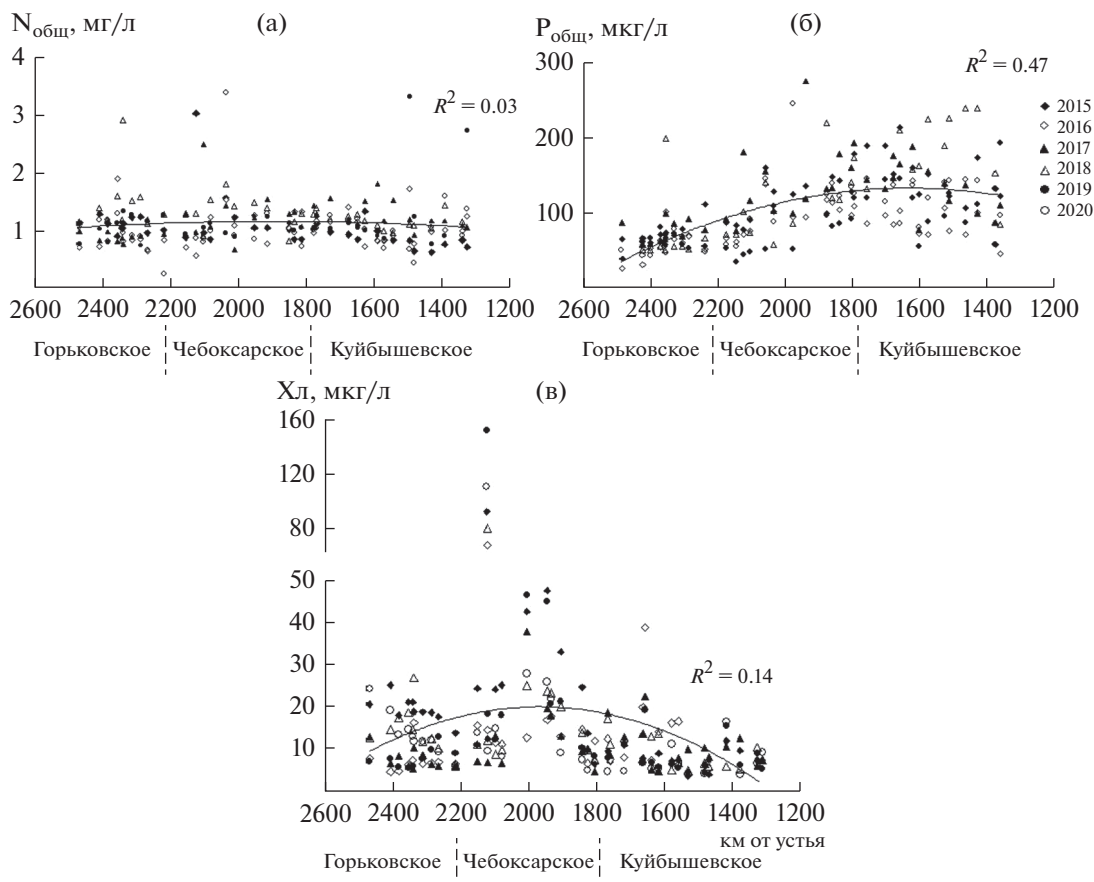 Nобщ, мг/л
(а)
4
3
2
1
R² = 0.03
2600 2400 2200 2000 1800 1600 1400 1200
Горьковское Чебоксарское Куйбышевское
Pобщ, мкг/л
(б)
300
200
100
R² = 0.47
2015
2016
2017
2018
2019
2020
2600 2400 2200 2000 1800 1600 1400 1200
Горьковское Чебоксарское Куйбышевское
Хл, мкг/л
(в)
160
120
80
50
40
30
20
10
R² = 0.14
2600 2400 2200 2000 1800 1600 1400 1200
км от устья
Горьковское Чебоксарское Куйбышевское